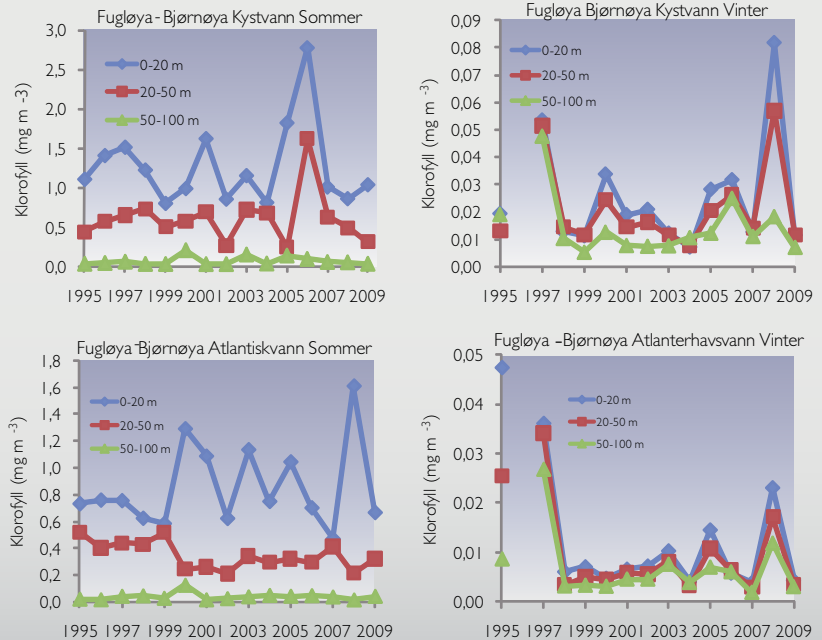 Fugløya - Bjørnøya Kystvann Sommer
Klorofyll (mg m -3)
3,0
2,5
2,0
1,5
1,0
0,5
0,0
0-20 m
20-50 m
50-100 m
1995 1997 1999 2001 2003 2005 2007 2009
Fugløya Bjørnøya Kystvann Vinter
Klorofyll (mg m -3)
0,09
0,08
0,07
0,06
0,05
0,04
0,03
0,02
0,01
0,00
0-20 m
20-50 m
50-100 m
1995 1997 1999 2001 2003 2005 2007 2009
Fugløya -Bjørnøya Atlantiskvann Sommer
Klorofyll (mg m -3)
1,8
1,6
1,4
1,2
1,0
0,8
0,6
0,4
0,2
0,0
0-20 m
20-50 m
50-100 m
1995 1997 1999 2001 2003 2005 2007 2009
Fugløya -Bjørnøya Atlanterhavsvann Vinter
Klorofyll (mg m -3)
0,05
0,04
0,03
0,02
0,01
0,00
0-20 m
20-50 m
50-100 m
1995 1997 1999 2001 2003 2005 2007 2009